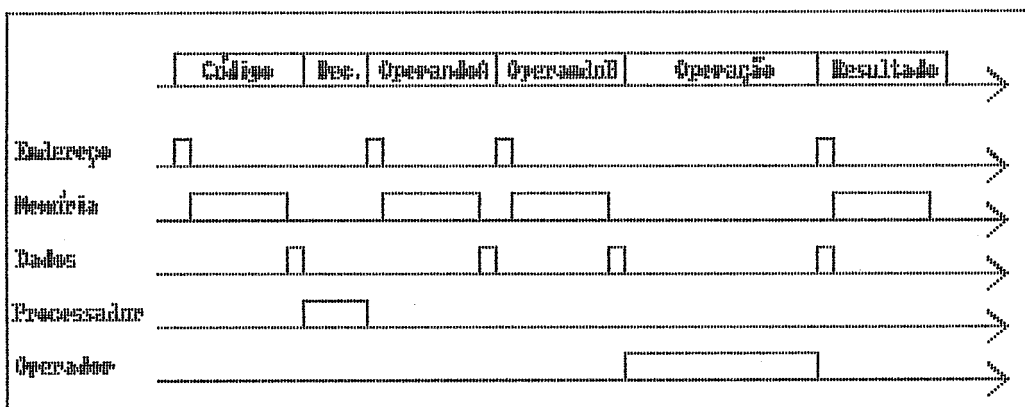 Código Dec. OperandoA OperandoB Operação Resultado
Endereço
Memória
Dados
Processador
Operador